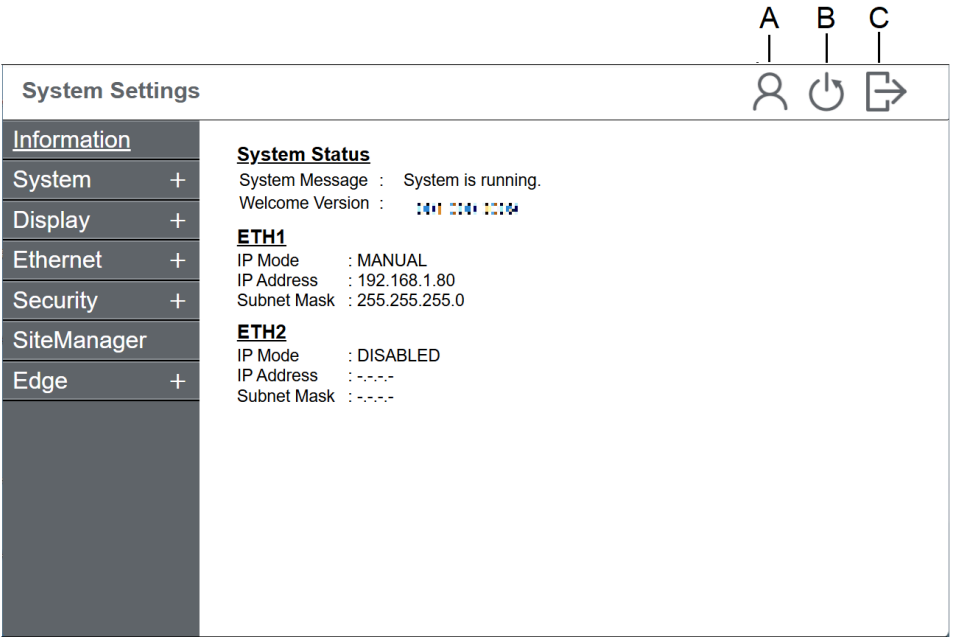 A B C
System Settings
Information
System +
Display +
Ethernet +
Security +
SiteManager
Edge +
System Status
System Message : System is running.
Welcome Version :
ETH1
IP Mode : MANUAL
IP Address : 192.168.1.80
Subnet Mask : 255.255.255.0
ETH2
IP Mode : DISABLED
IP Address : -.-.-.-
Subnet Mask : -.-.-.-